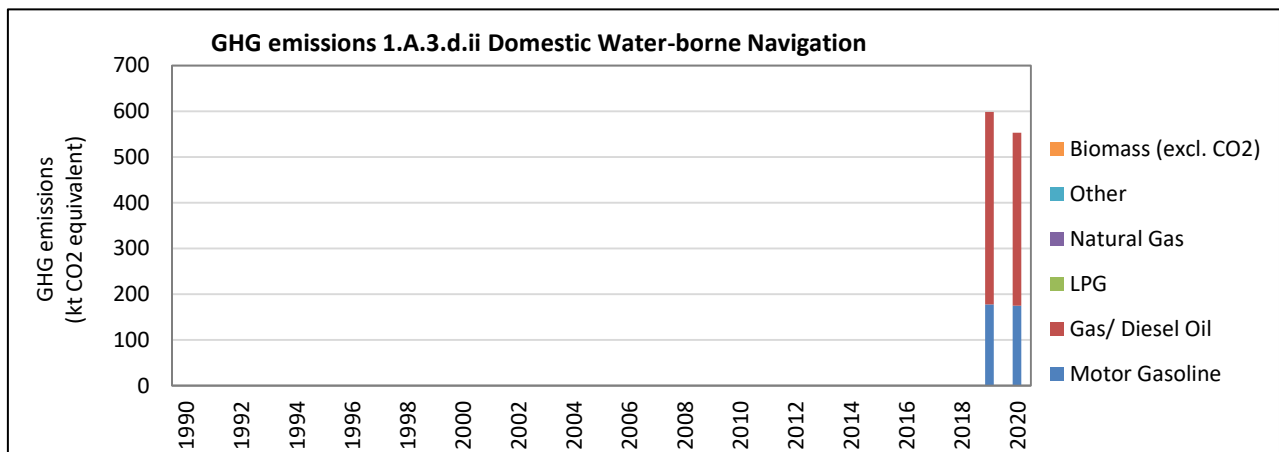 GHG emissions 1.A.3.d.ii Domestic Water-borne Navigation
GHG emissions
(kt CO2 equivalent)
700
600
500
400
300
200
100
0
1990
1992
1994
1996
1998
2000
2002
2004
2006
2008
2010
2012
2014
2016
2018
2020
Biomass (excl. CO2)
Other
Natural Gas
LPG
Gas/ Diesel Oil
Motor Gasoline